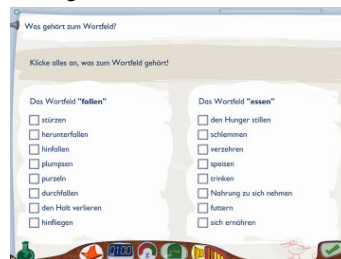 Was gehört zum Wortfeld?
Klicke alles an, was zum Wortfeld gehört!
Das Wortfeld "fallen"
stürzen
herunterfallen
hinfallen
plumpsen
purzeln
durchfallen
den Halt verlieren
hinfliegen
Das Wortfeld "essen"
den Hunger stillen
schlemmen
verzehren
speisen
trinken
Nahrung zu sich nehmen
futtern
sich ernähren